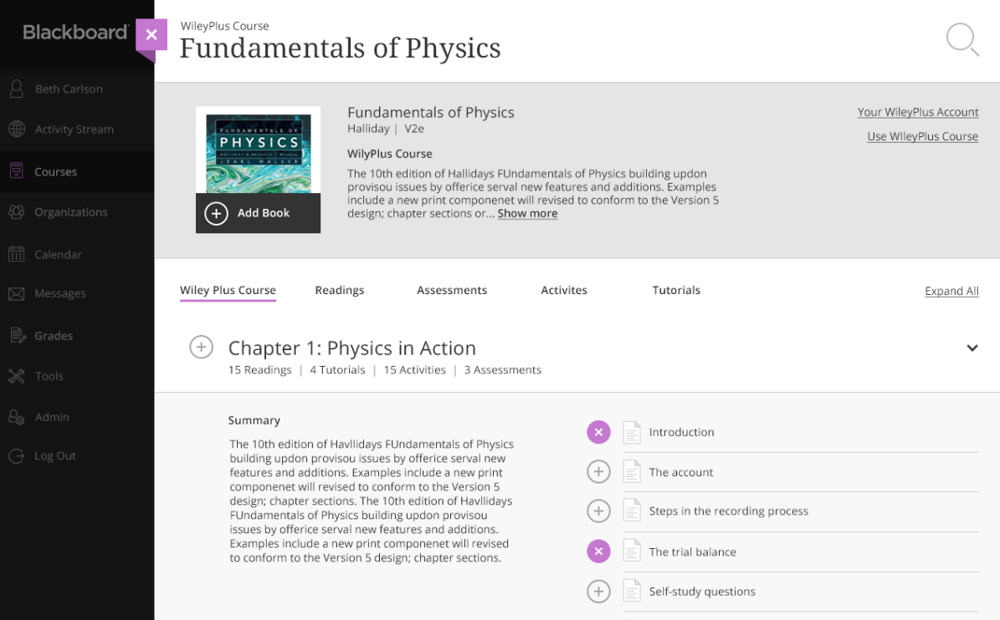 Blackboard
WileyPlus Course
Fundamentals of Physics
Beth Carlson
Activity Stream
Courses
Organizations
Calendar
Messages
Grades
Tools
Admin
Log Out
FUNDAMENTALS OF
PHYSICS
HALLIDAY & RESNICK
JEARL WALKER
Add Book
Fundamentals of Physics
Halliday | V2e
WilyPlus Course
The 10th edition of Hallidays FUndamentals of Physics building updon
provisou issues by offerice serval new features and additions. Examples
include a new print componenet will revised to conform to the Version 5
design; chapter sections or... Show more
Your WileyPlus Account
Use WIleyPlus Course
Wiley Plus Course
Readings
Assessments
Activites
Tutorials
Expand All
Chapter 1: Physics in Action
15 Readings | 4 Tutorials | 15 Activities | 3 Assessments
Summary
The 10th edition of Havllidays FUndamentals of Physics
building updon provisou issues by offerice serval new
features and additions. Examples include a new print
componenet will revised to conform to the Version 5
design; chapter sections. The 10th edition of Havllidays
FUndamentals of Physics building updon provisou
issues by offerice serval new features and additions.
Examples include a new print componenet will revised
to conform to the Version 5 design; chapter sections.
Introduction
The account
Steps in the recording process
The trial balance
Self-study questions